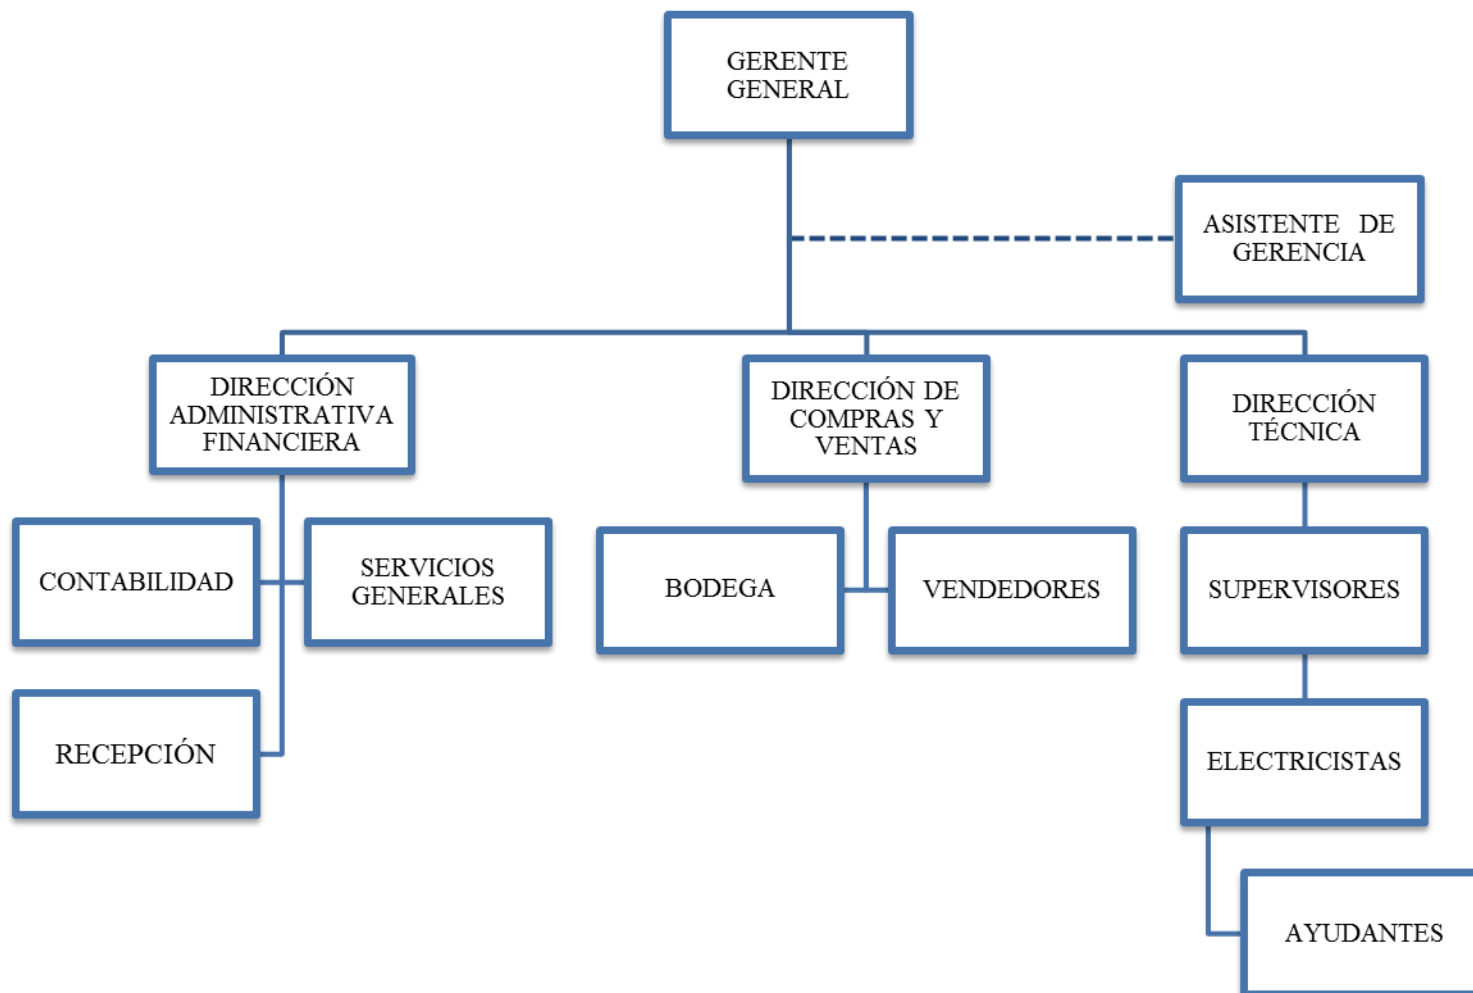 GERENTE
GENERAL
ASISTENTE DE
GERENCIA
DIRECCIÓN
ADMINISTRATIVA
FINANCIERA
DIRECCIÓN DE
COMPRAS Y
VENTAS
DIRECCIÓN
TÉCNICA
CONTABILIDAD
SERVICIOS
GENERALES
BODEGA
VENDEDORES
SUPERVISORES
RECEPCIÓN
ELECTRICISTAS
AYUDANTES